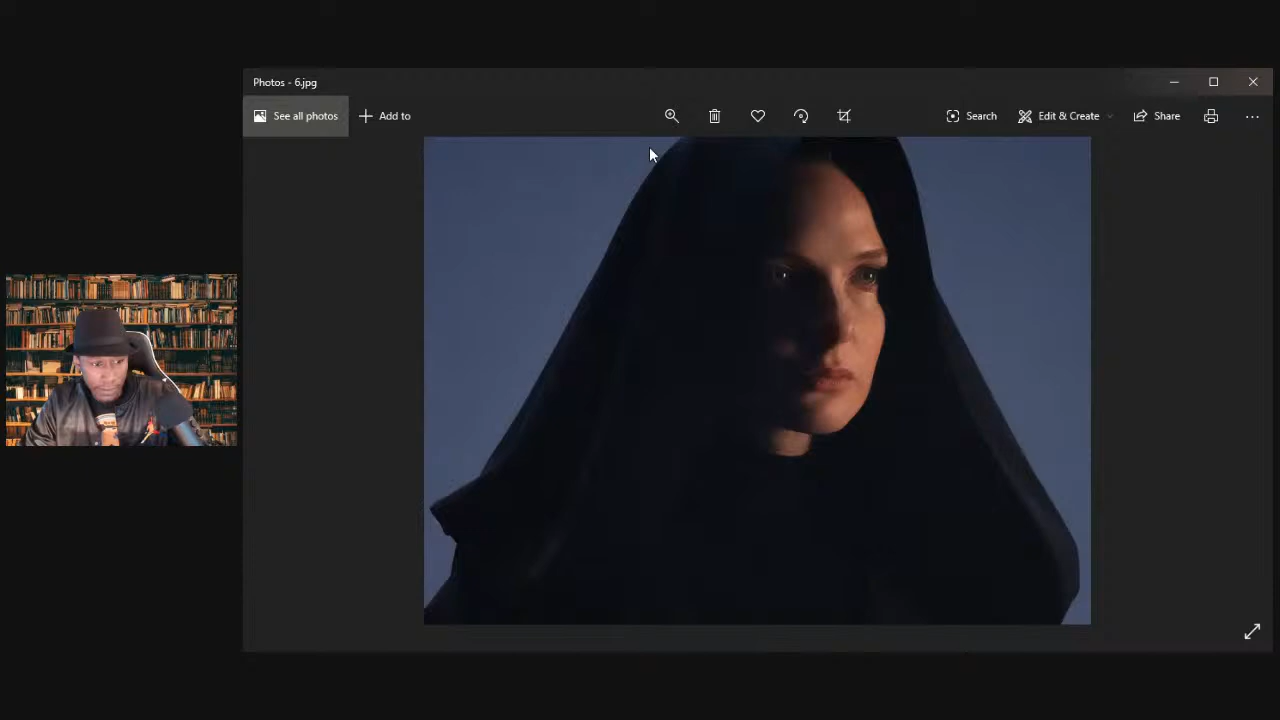 Photos - 6.jpg
See all photos
Add to
Search
Edit & Create
Share